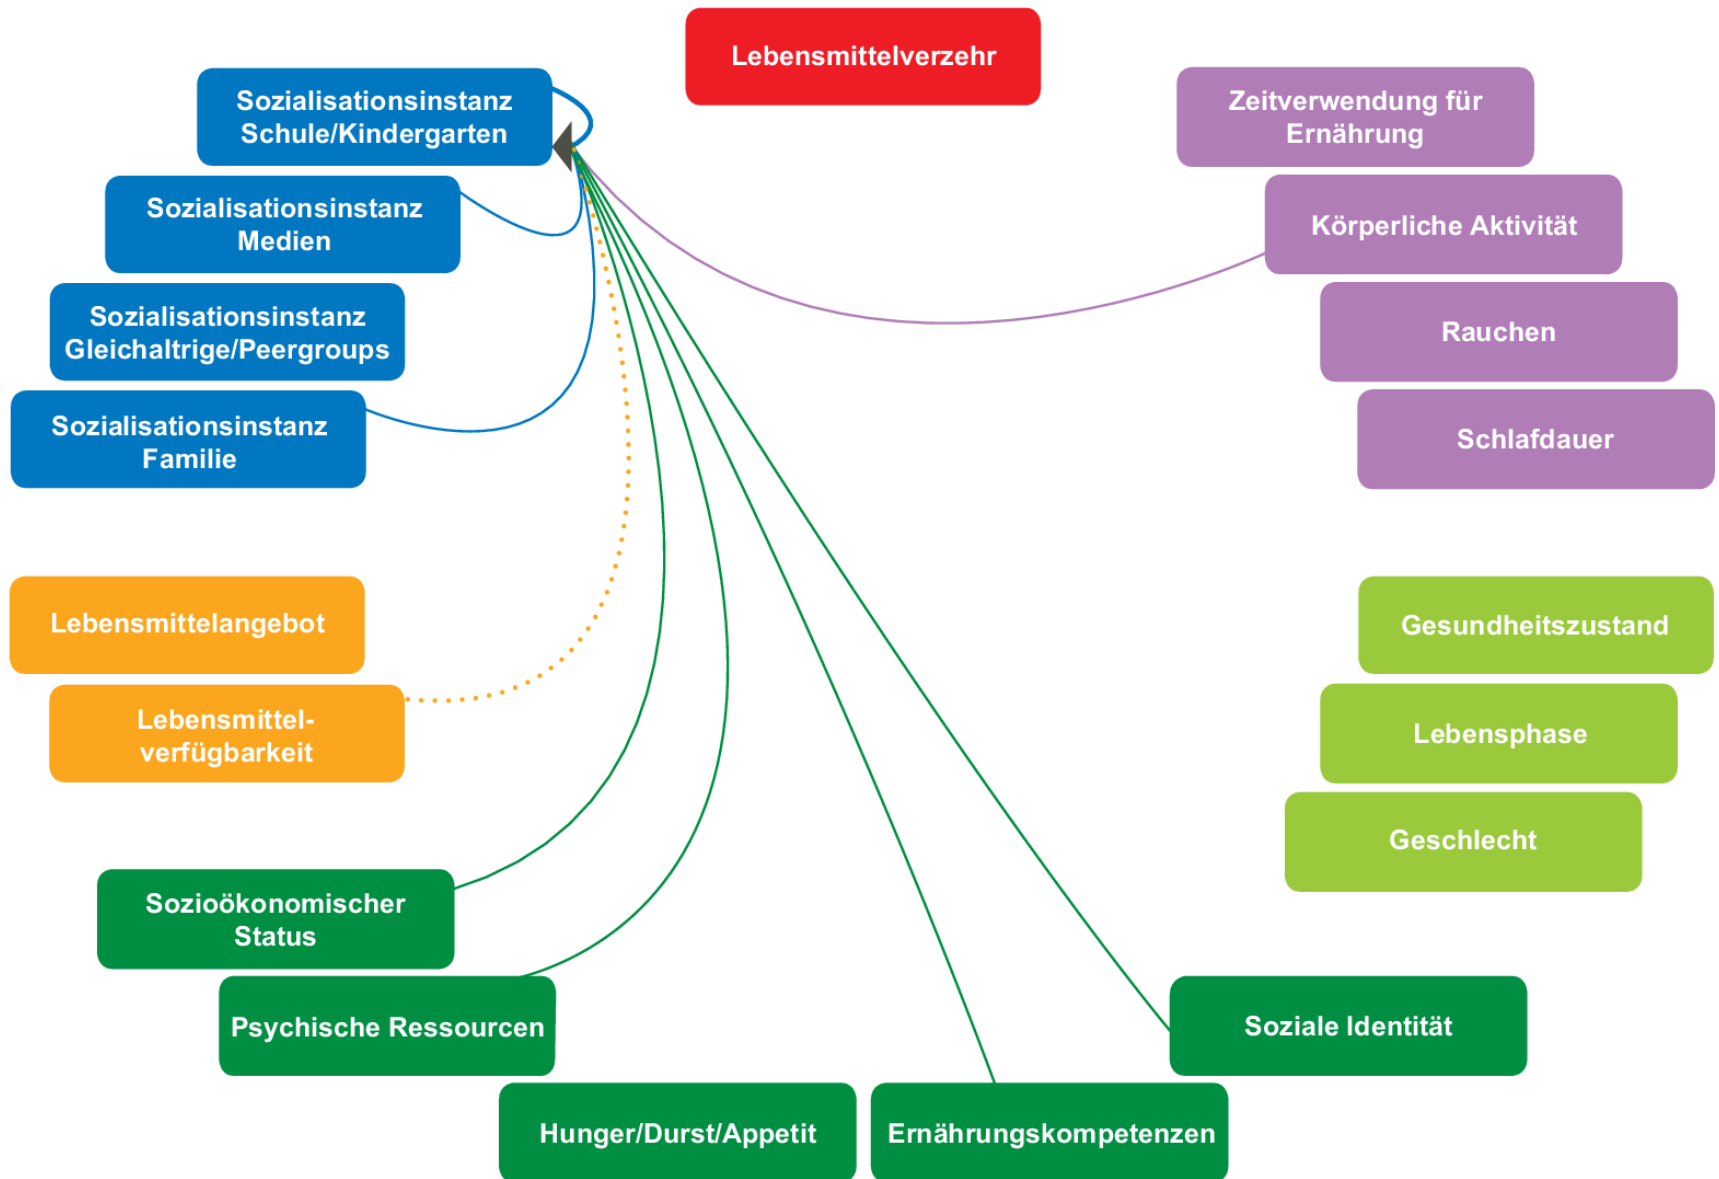 Lebensmittelverzehr
Sozialisationsinstanz
Schule/Kindergarten
Zeitverwendung für
Ernährung
Sozialisationsinstanz
Medien
Körperliche Aktivität
Sozialisationsinstanz
Gleichaltrige/Peergroups
Rauchen
Sozialisationsinstanz
Familie
Schlafdauer
Lebensmittelangebot
Gesundheitszustand
Lebensmittel-
verfügbarkeit
Lebensphase
Geschlecht
Sozioökonomischer
Status
Psychische Ressourcen
Soziale Identität
Hunger/Durst/Appetit
Ernährungskompetenzen